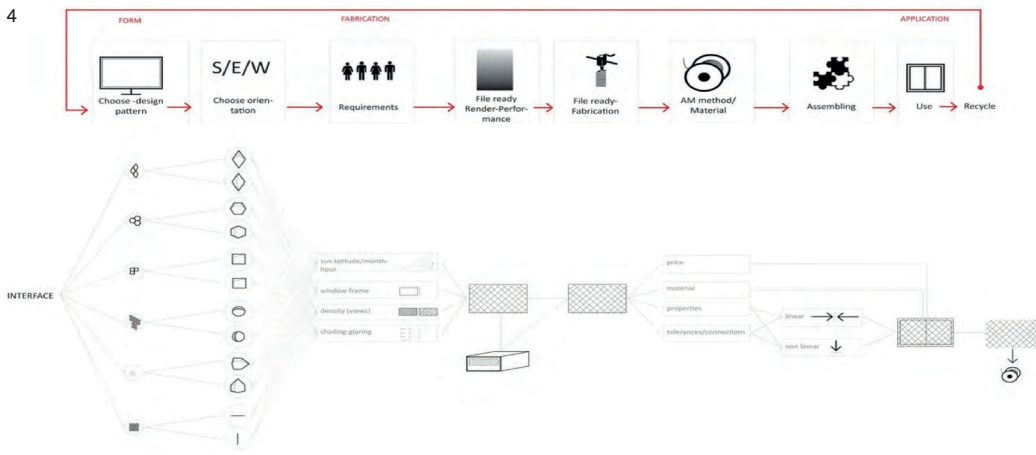 4
FORM
FABRICATION
APPLICATION
S/E/W
Choose -design
pattern
Choose orien-
tation
Requirements
File ready
Render-Perfor-
mance
File ready-
Fabrication
AM method/
Material
Assembling
Use
Recycle
INTERFACE
sun latitude/month-
hour
window frame
density (views)
shading-glaring
price
material
properties
tolerances/connections
linear
non linear